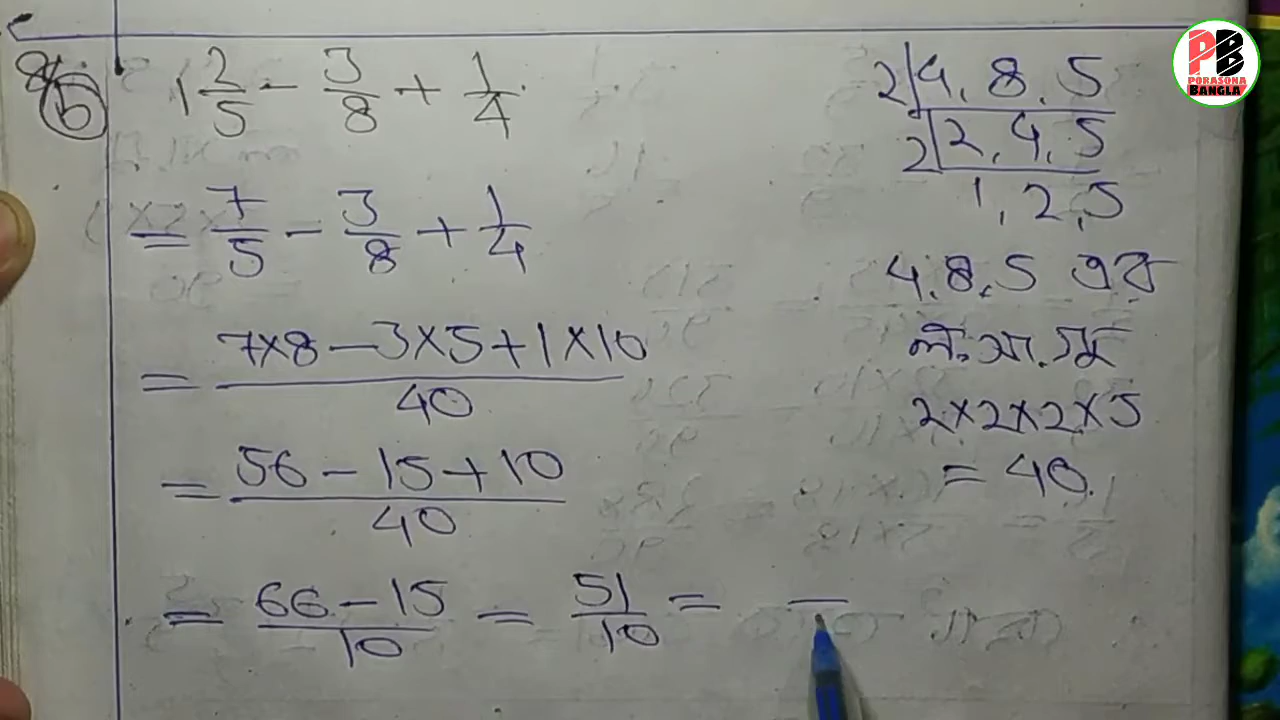 8. b 1 2/5 - 3/8 + 1/4
= 7/5 - 3/8 + 1/4
= 7×8 - 3×5 + 1×10 / 40
= 56 - 15 + 10 / 40
= 66 - 15 / 10 = 51 / 10 =
2 | 4, 8, 5
2 | 2, 4, 5
1, 2, 5
4, 8, 5 এর
ল.সা.গু
2×2×2×5
= 40
PB
PORASONA
BANGLA